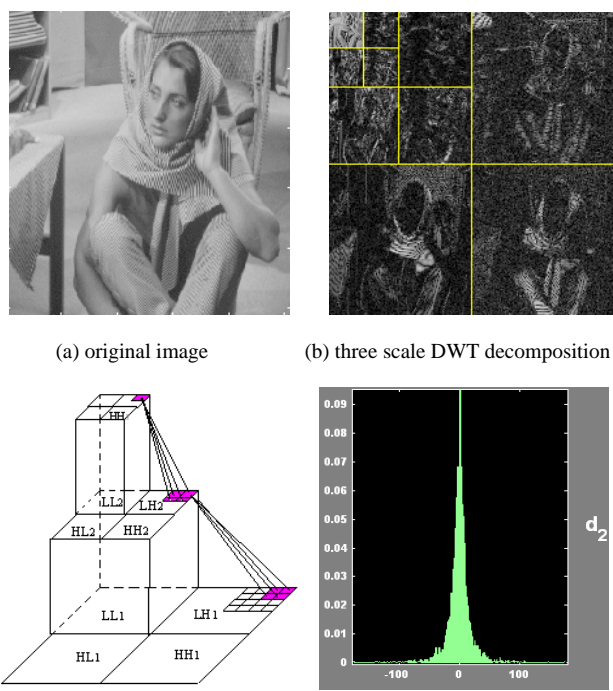 (a) original image
(b) three scale DWT decomposition
HH
LL2
LH2
HL2
HH2
LL1
LH1
HL1
HH1
0.09
0.08
0.07
0.06
0.05
0.04
0.03
0.02
0.01
0
-100
0
100
d2